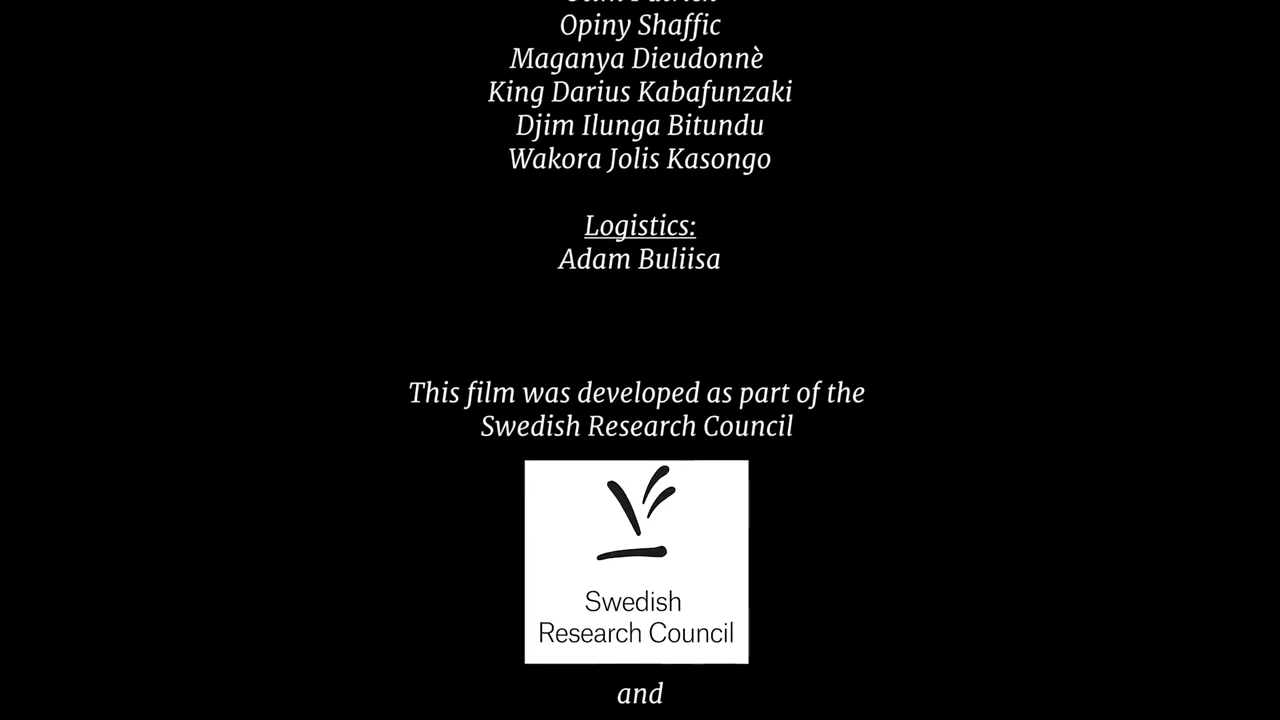 Opiny Shaffic
Maganya Dieudonnè
King Darius Kabafunzaki
Djim Ilunga Bitundu
Wakora Jolis Kasongo
Logistics:
Adam Buliisa
This film was developed as part of the
Swedish Research Council
Swedish
Research Council
and